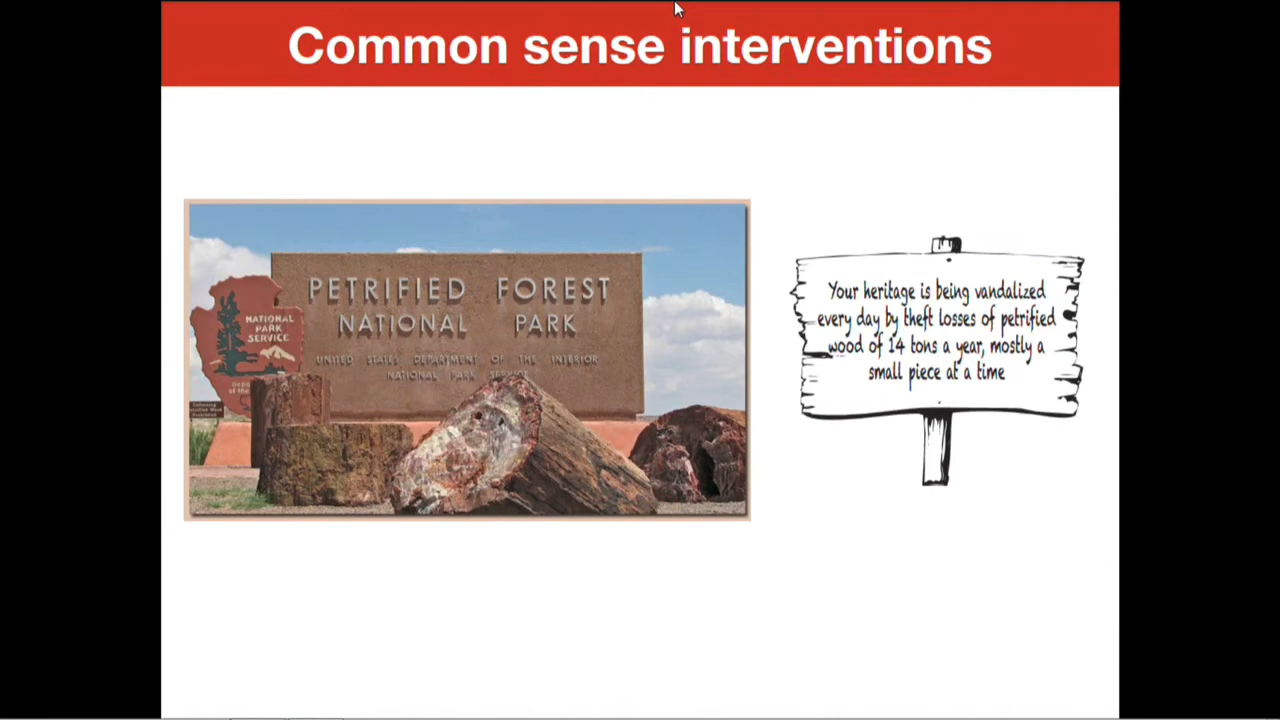 Common sense interventions
PETRIFIED FOREST
NATIONAL PARK
UNITED STATES DEPARTMENT OF THE INTERIOR
NATIONAL PARK SERVICE
NATIONAL
PARK
SERVICE
Your heritage is being vandalized
every day by theft losses of petrified
wood of 14 tons a year, mostly a
small piece at a time